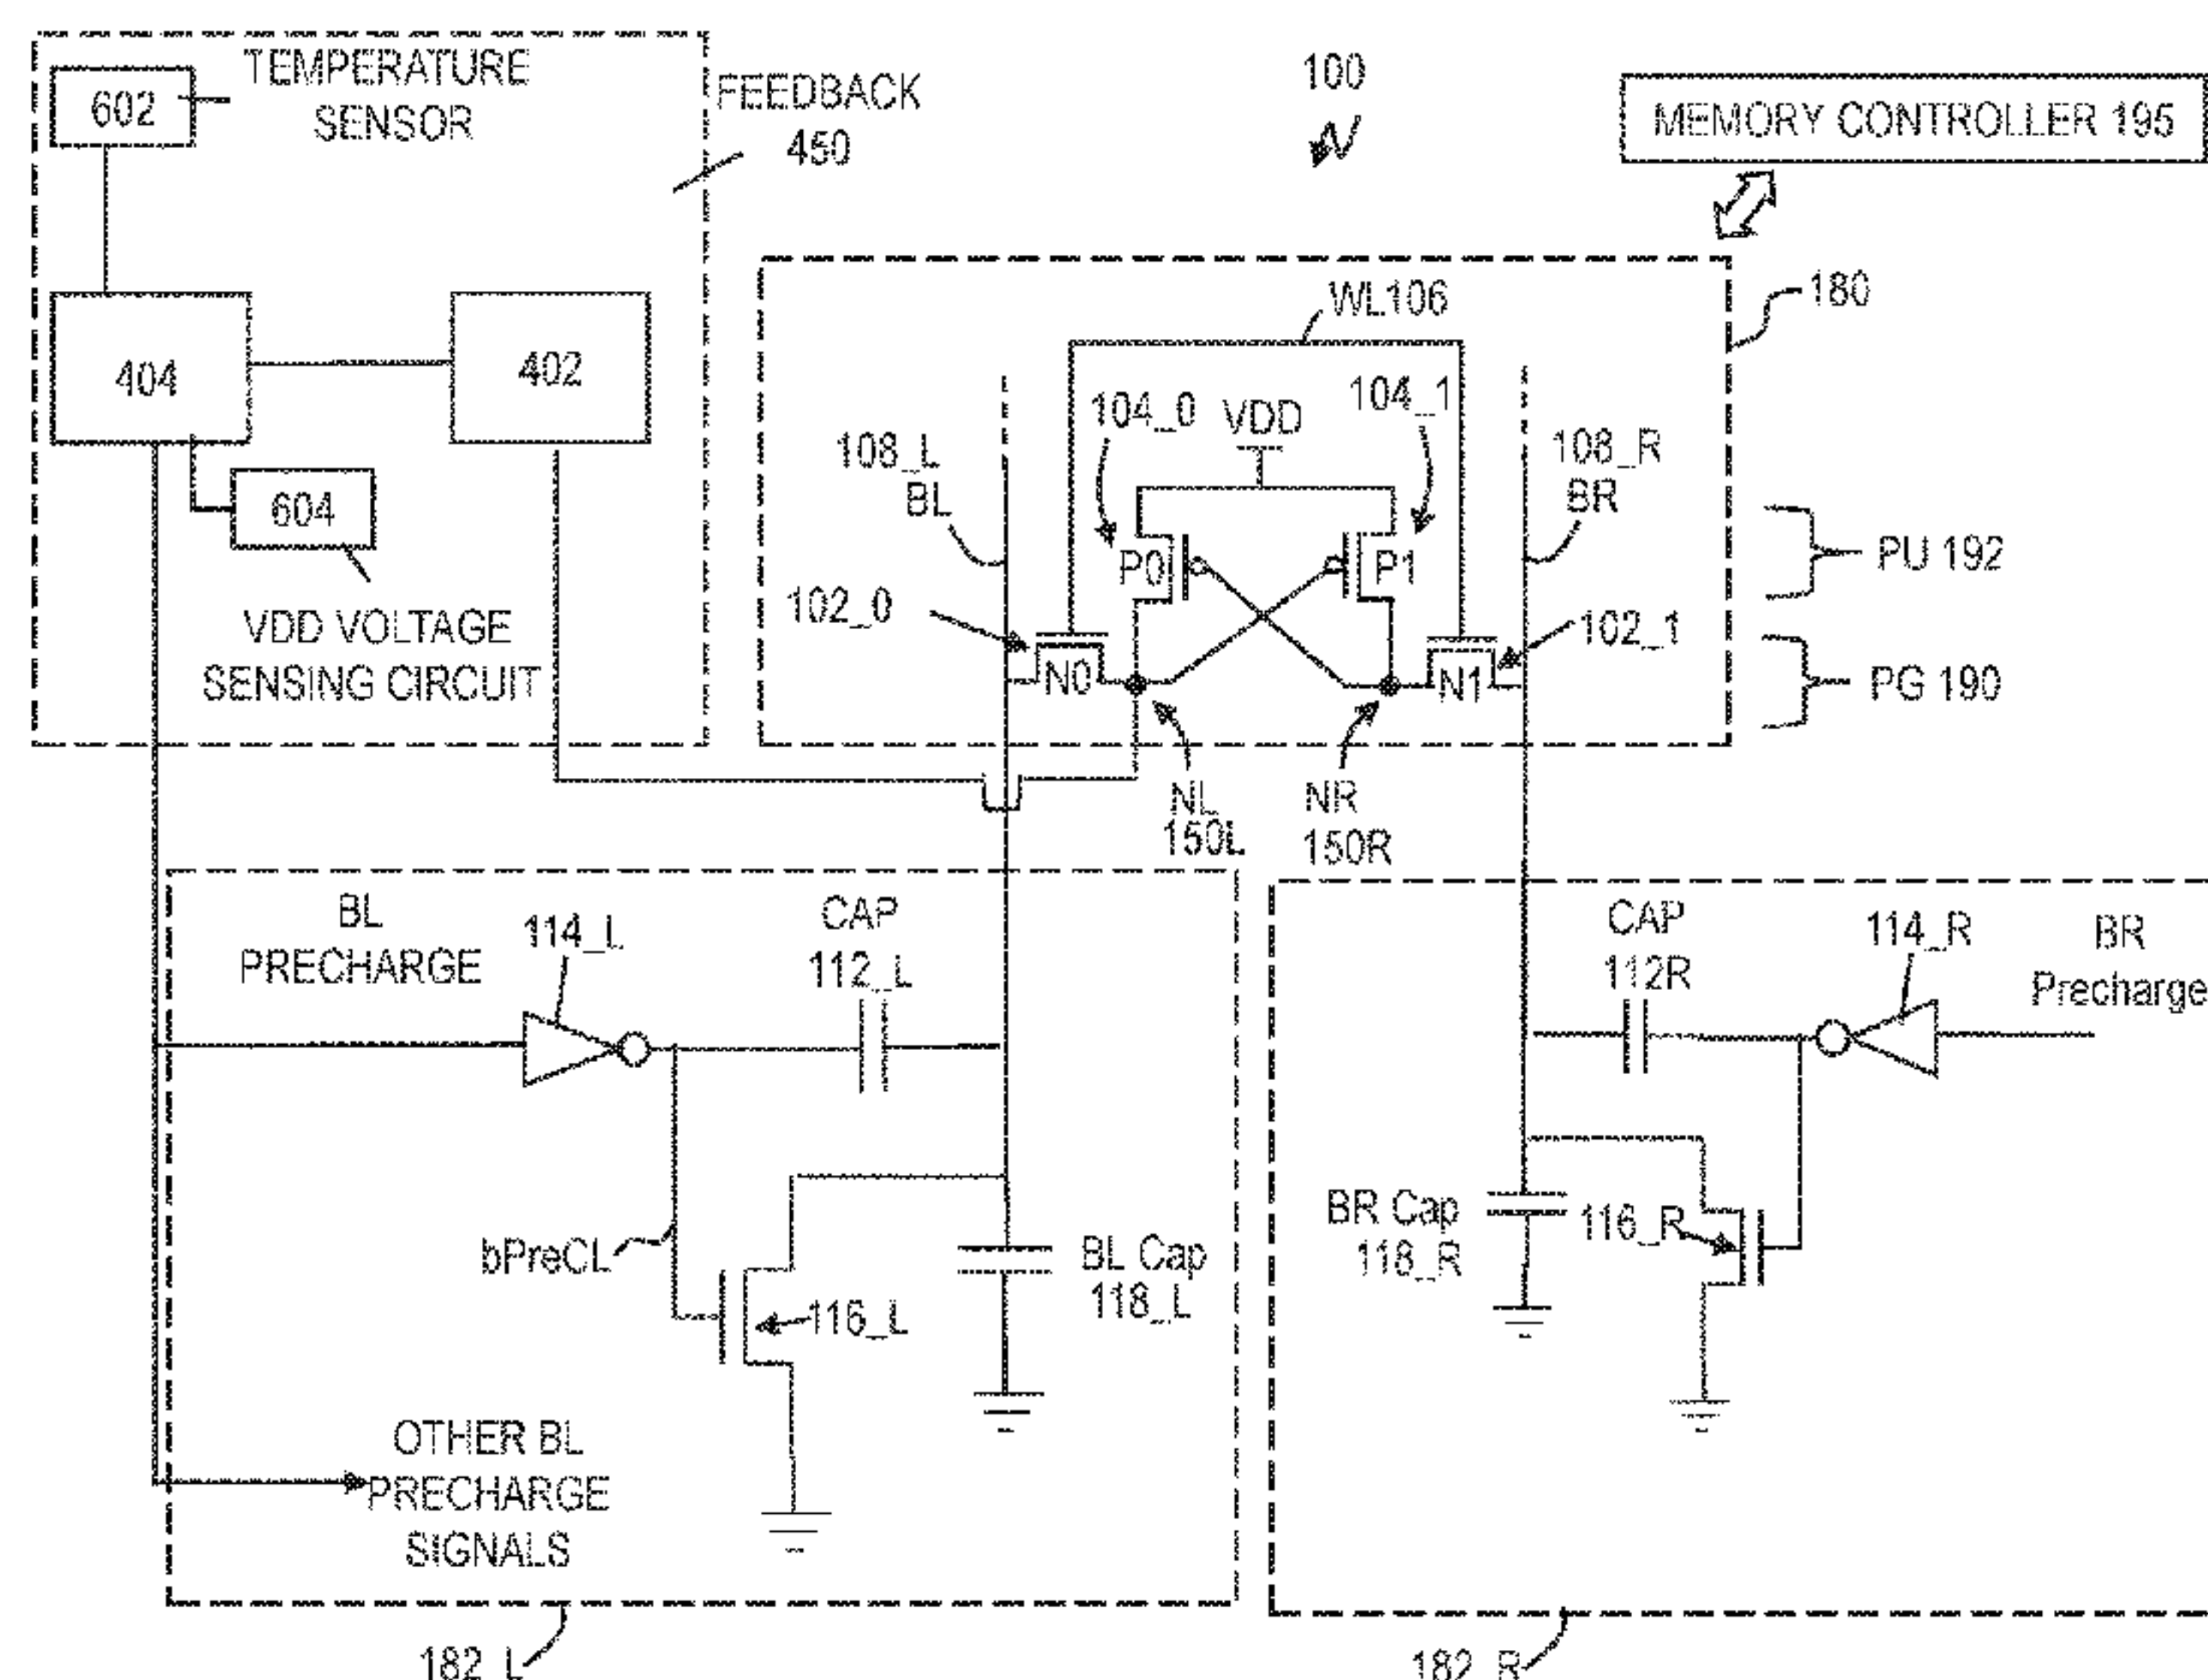 TEMPERATURE
SENSOR
602
FEEDBACK
450
100
MEMORY CONTROLLER 195
404
402
604
VDD VOLTAGE
SENSING CIRCUIT
WL106
180
104_0
VDD
104_1
108_L
BL
108_R
BR
P0
P1
PU 192
102_0
N0
N1
102_1
PG 190
NL
150L
NR
150R
BL
PRECHARGE
114_L
CAP
112_L
CAP
112R
114_R
BR
Precharge
bPreCL
116_L
BL Cap
118_L
BR Cap
118_R
116_R
OTHER BL
PRECHARGE
SIGNALS
182_L
182_R